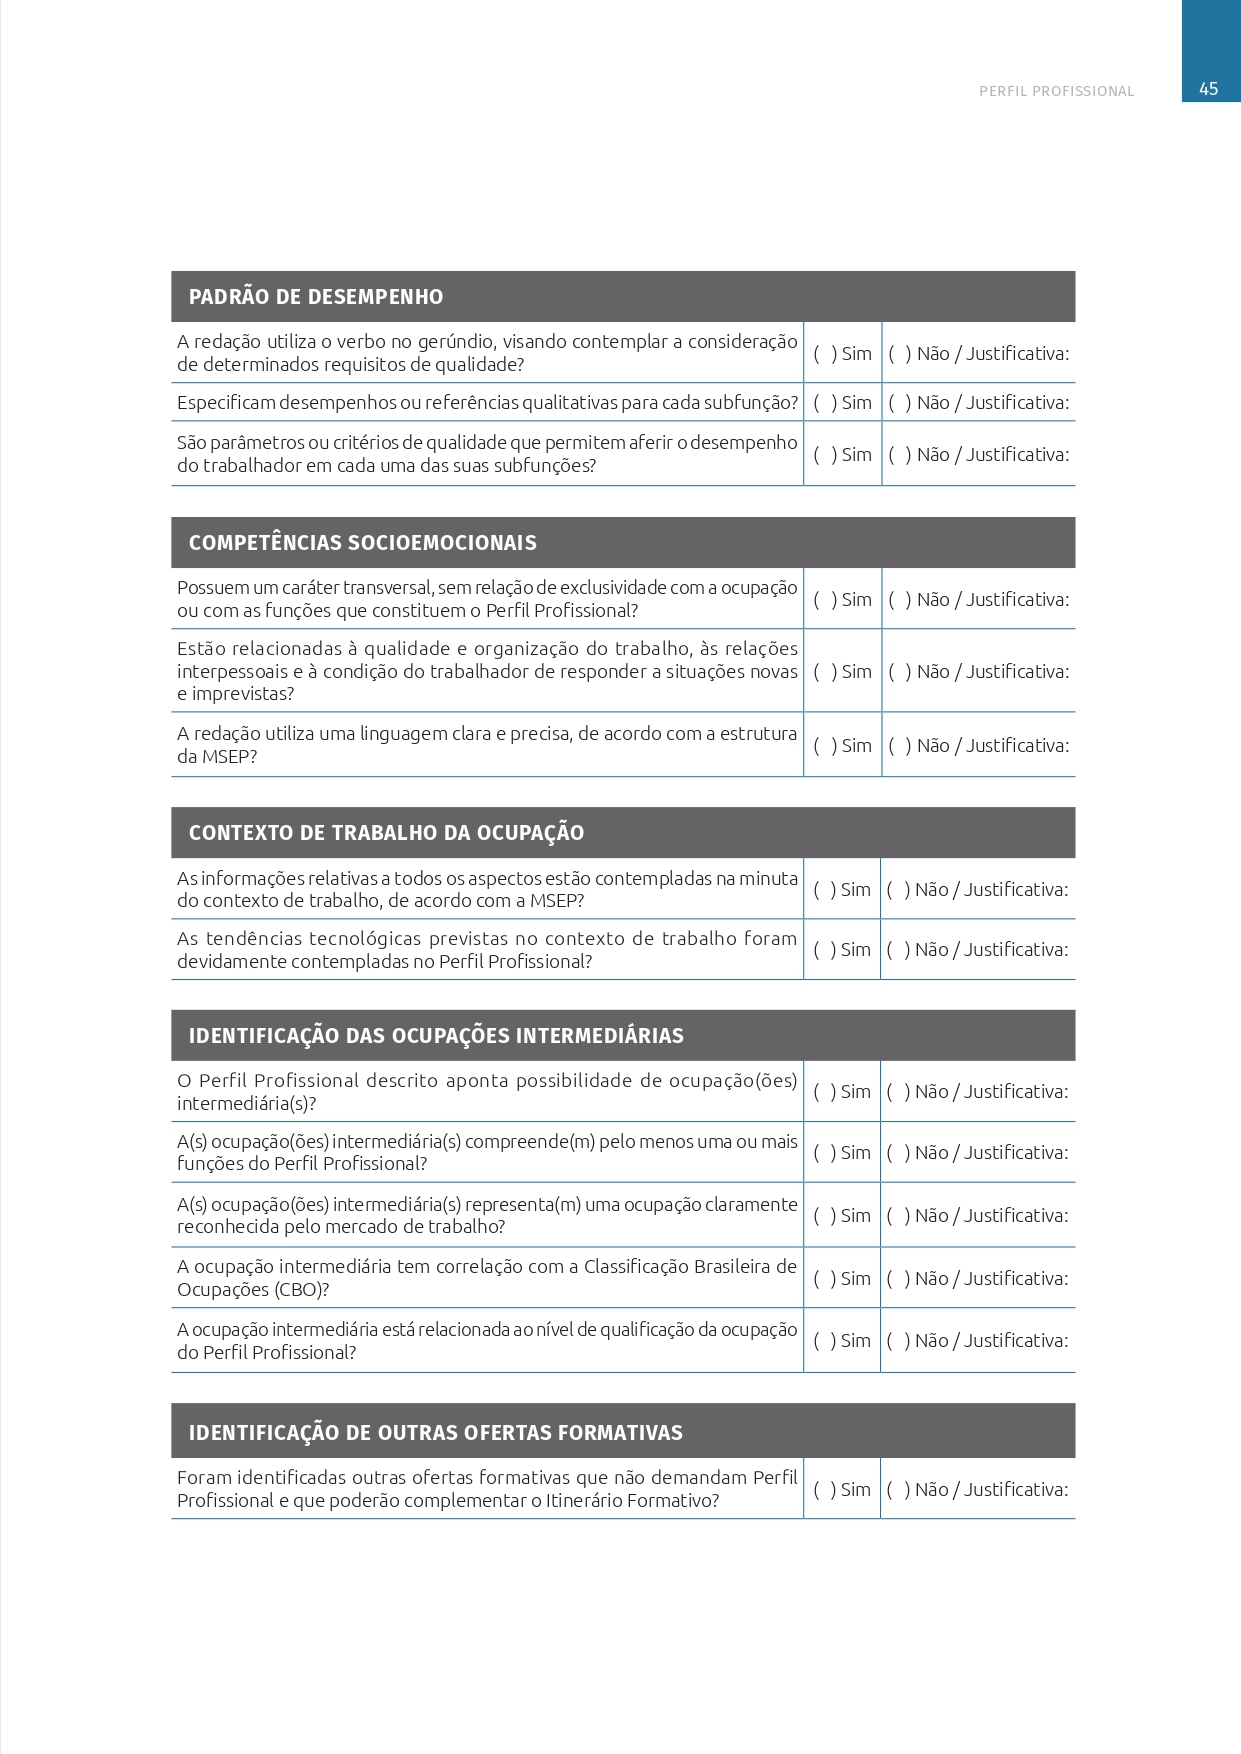 PERFIL PROFISSIONAL 45
PADRÃO DE DESEMPENHO
A redação utiliza o verbo no gerúndio, visando contemplar a consideração
de determinados requisitos de qualidade?
( ) Sim ( ) Não / Justificativa:
Especificam desempenhos ou referências qualitativas para cada subfunção? ( ) Sim ( ) Não / Justificativa:
São parâmetros ou critérios de qualidade que permitem aferir o desempenho
do trabalhador em cada uma das suas subfunções?
( ) Sim ( ) Não / Justificativa:
COMPETÊNCIAS SOCIOEMOCIONAIS
Possuem um caráter transversal, sem relação de exclusividade com a ocupação
ou com as funções que constituem o Perfil Profissional?
( ) Sim ( ) Não / Justificativa:
Estão relacionadas à qualidade e organização do trabalho, às relações
interpessoais e à condição do trabalhador de responder a situações novas
e imprevistas?
( ) Sim ( ) Não / Justificativa:
A redação utiliza uma linguagem clara e precisa, de acordo com a estrutura
da MSEP?
( ) Sim ( ) Não / Justificativa:
CONTEXTO DE TRABALHO DA OCUPAÇÃO
As informações relativas a todos os aspectos estão contempladas na minuta
do contexto de trabalho, de acordo com a MSEP?
( ) Sim ( ) Não / Justificativa:
As tendências tecnológicas previstas no contexto de trabalho foram
devidamente contempladas no Perfil Profissional?
( ) Sim ( ) Não / Justificativa:
IDENTIFICAÇÃO DAS OCUPAÇÕES INTERMEDIÁRIAS
O Perfil Profissional descrito aponta possibilidade de ocupação(ões)
intermediária(s)?
( ) Sim ( ) Não / Justificativa:
A(s) ocupação(ões) intermediária(s) compreende(m) pelo menos uma ou mais
funções do Perfil Profissional?
( ) Sim ( ) Não / Justificativa:
A(s) ocupação(ões) intermediária(s) representa(m) uma ocupação claramente
reconhecida pelo mercado de trabalho?
( ) Sim ( ) Não / Justificativa:
A ocupação intermediária tem correlação com a Classificação Brasileira de
Ocupações (CBO)?
( ) Sim ( ) Não / Justificativa:
A ocupação intermediária está relacionada ao nível de qualificação da ocupação
do Perfil Profissional?
( ) Sim ( ) Não / Justificativa:
IDENTIFICAÇÃO DE OUTRAS OFERTAS FORMATIVAS
Foram identificadas outras ofertas formativas que não demandam Perfil
Profissional e que poderão complementar o Itinerário Formativo?
( ) Sim ( ) Não / Justificativa: